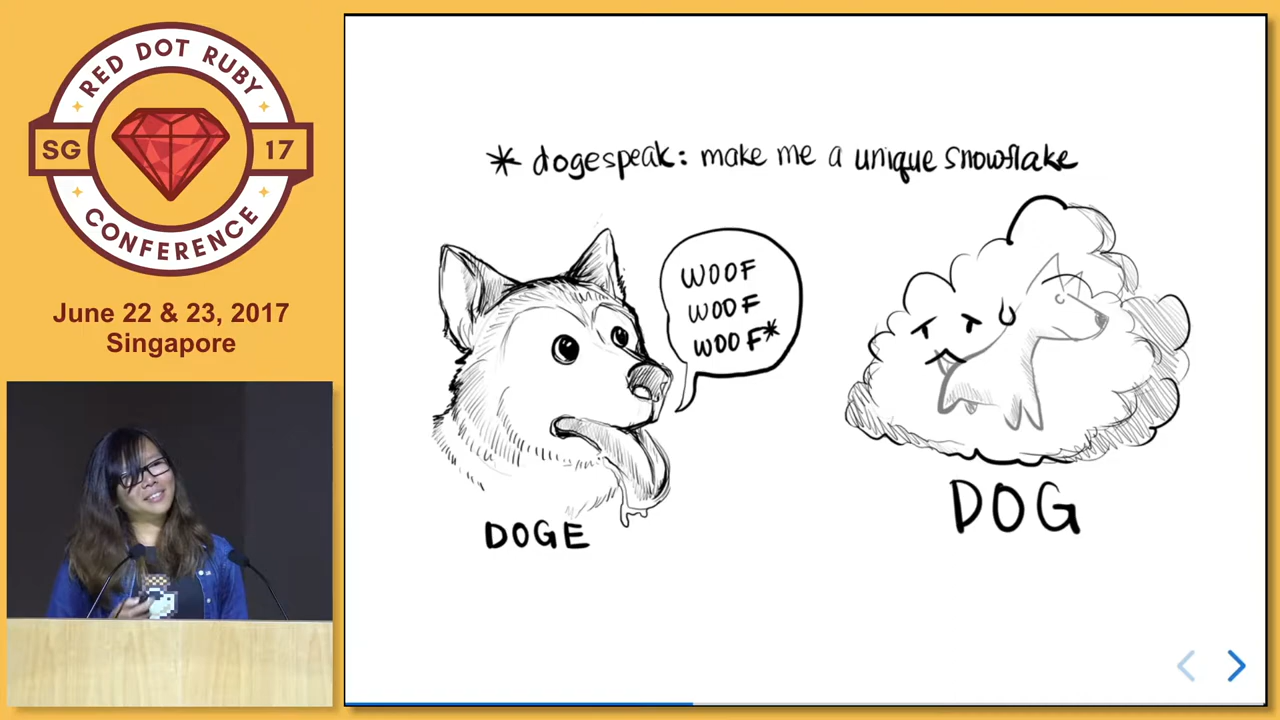 RED DOT RUBY
SG 17
CONFERENCE
June 22 & 23, 2017
Singapore
* dogespeak: make me a unique snowflake
WOOF
WOOF
WOOF*
DOGE
DOG